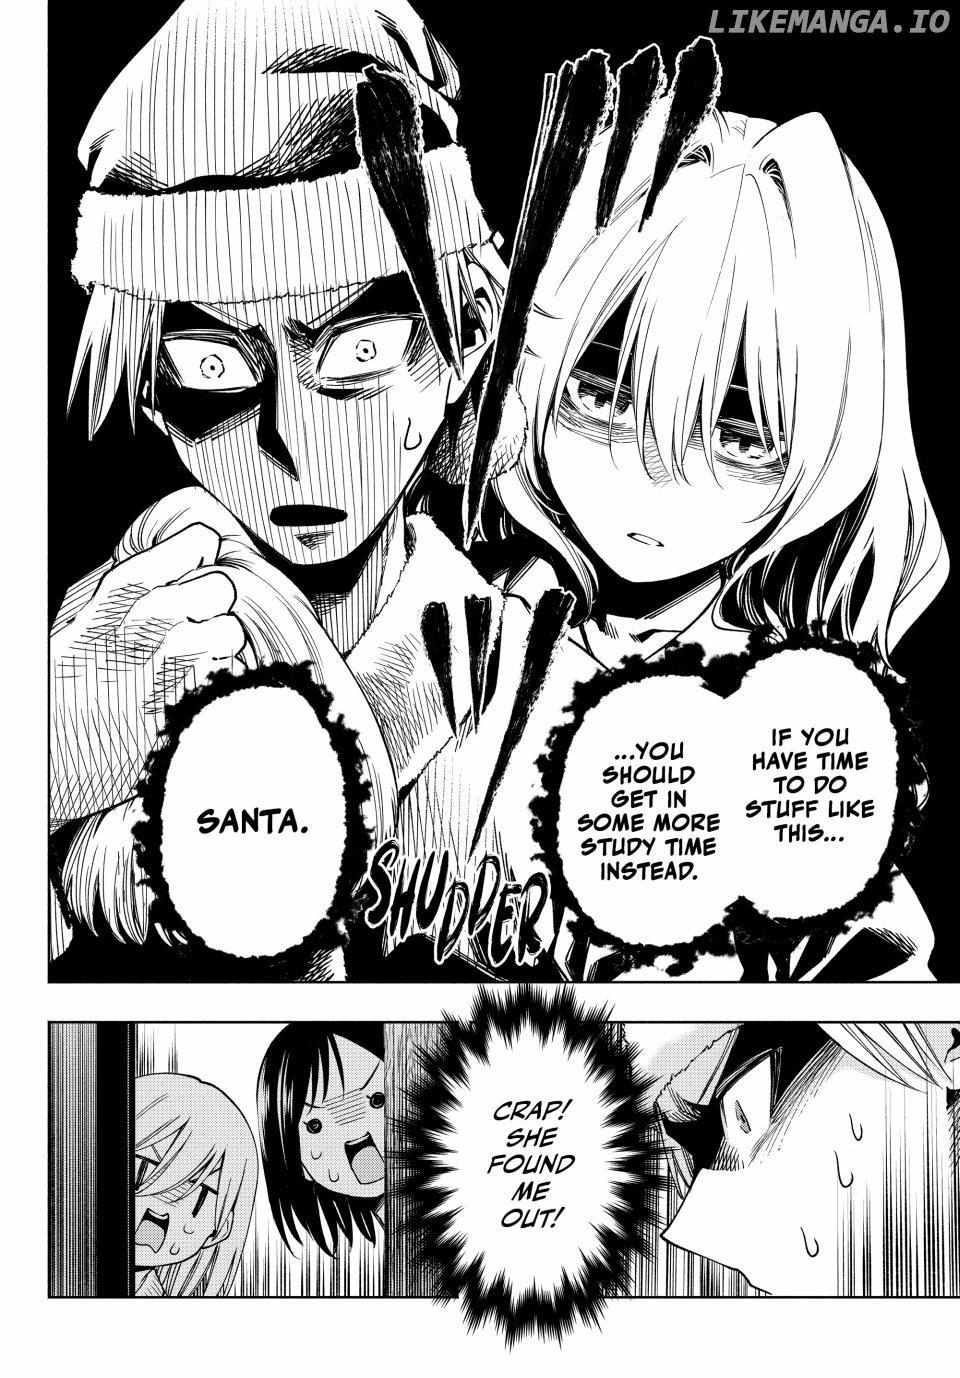 LIKEMANGA.IO
IF YOU
HAVE TIME
TO DO
STUFF LIKE
THIS...
...YOU
SHOULD
GET IN
SOME MORE
STUDY TIME
INSTEAD.
SANTA.
SHUDDER
CRAP!
SHE
FOUND
ME
OUT!